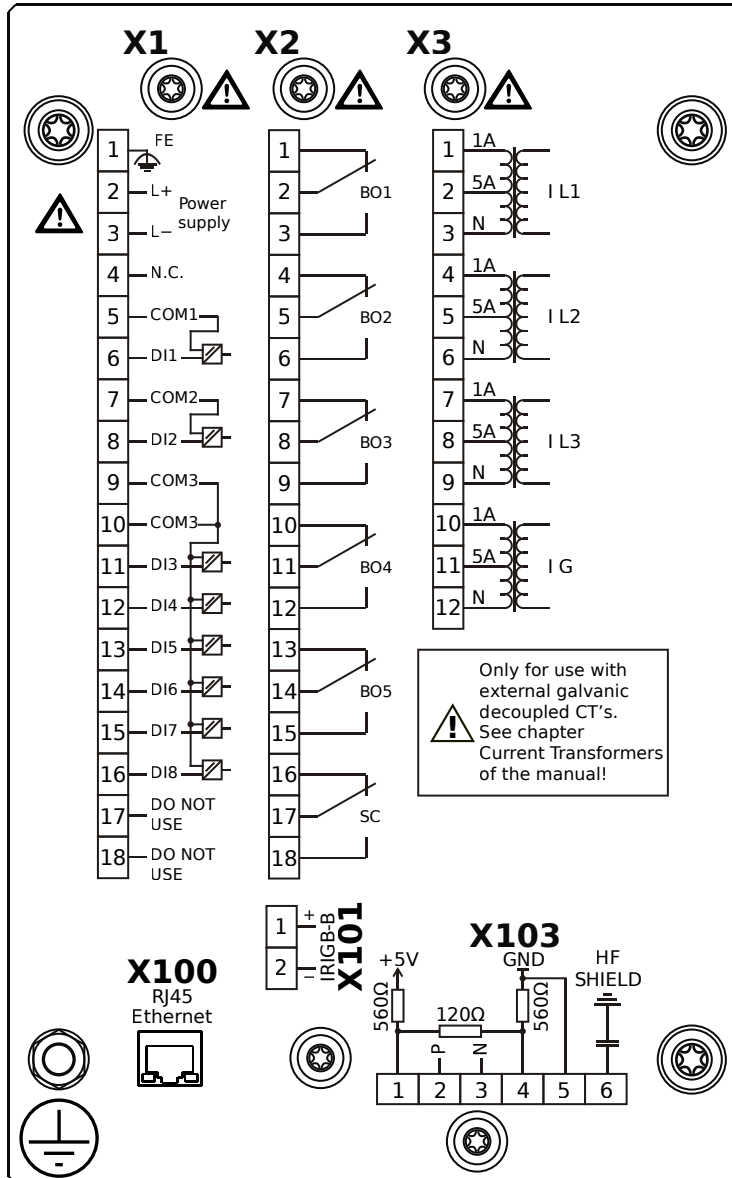 X1
X2
X3
1
FE
2
L+
Power
supply
3
L−
4
N.C.
5
COM1
6
DI1
7
COM2
8
DI2
9
COM3
10
COM3
11
DI3
12
DI4
13
DI5
14
DI6
15
DI7
16
DI8
17
DO NOT
USE
18
DO NOT
USE
1
2
BO1
3
4
5
BO2
6
7
8
BO3
9
10
11
BO4
12
13
14
BO5
15
16
17
SC
18
1
1A
2
5A
I L1
3
N
4
1A
5
5A
I L2
6
N
7
1A
8
5A
I L3
9
N
10
1A
11
5A
I G
12
N
Only for use with
external galvanic
decoupled CT's.
See chapter
Current Transformers
of the manual!
!
!
!
!
!
X100
RJ45
Ethernet
1
+
2
−
IRIGB-B
X101
X103
+5V
GND
HF
SHIELD
560Ω
120Ω
560Ω
P
N
1
2
3
4
5
6